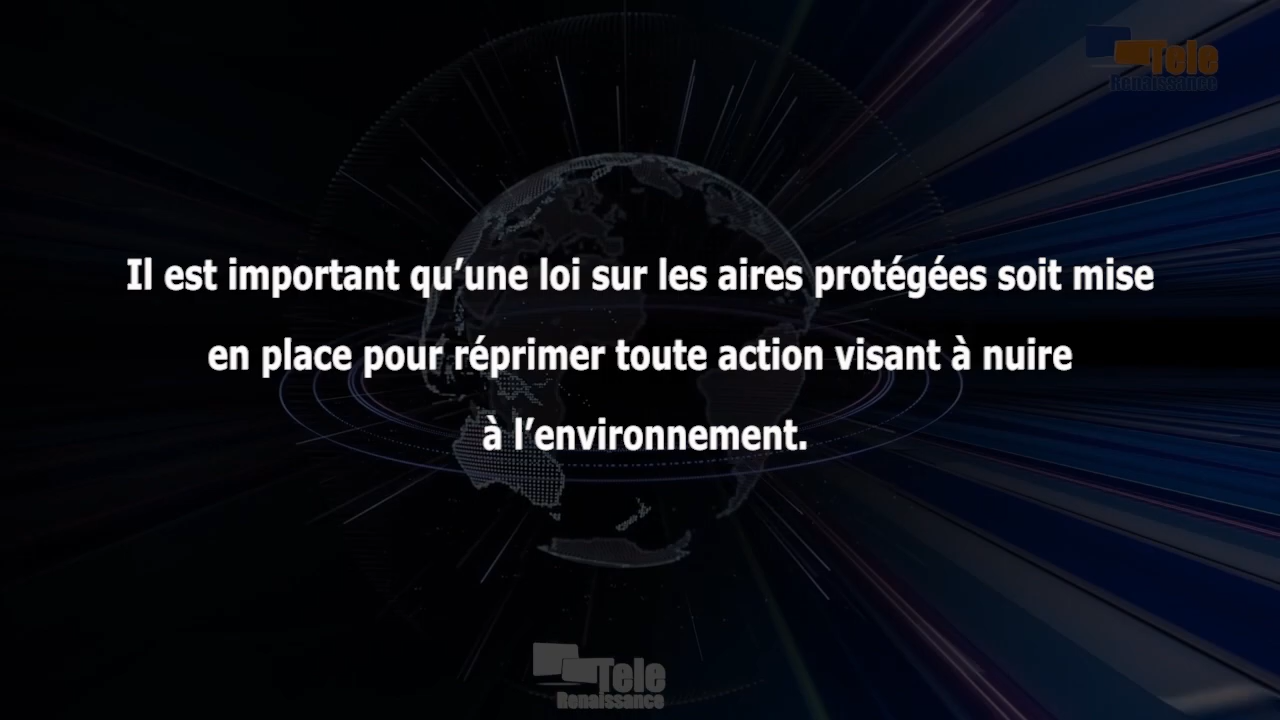 Tele
Renaissance
Il est important qu’une loi sur les aires protégées soit mise
en place pour réprimer toute action visant à nuire
à l’environnement.
Tele
Renaissance